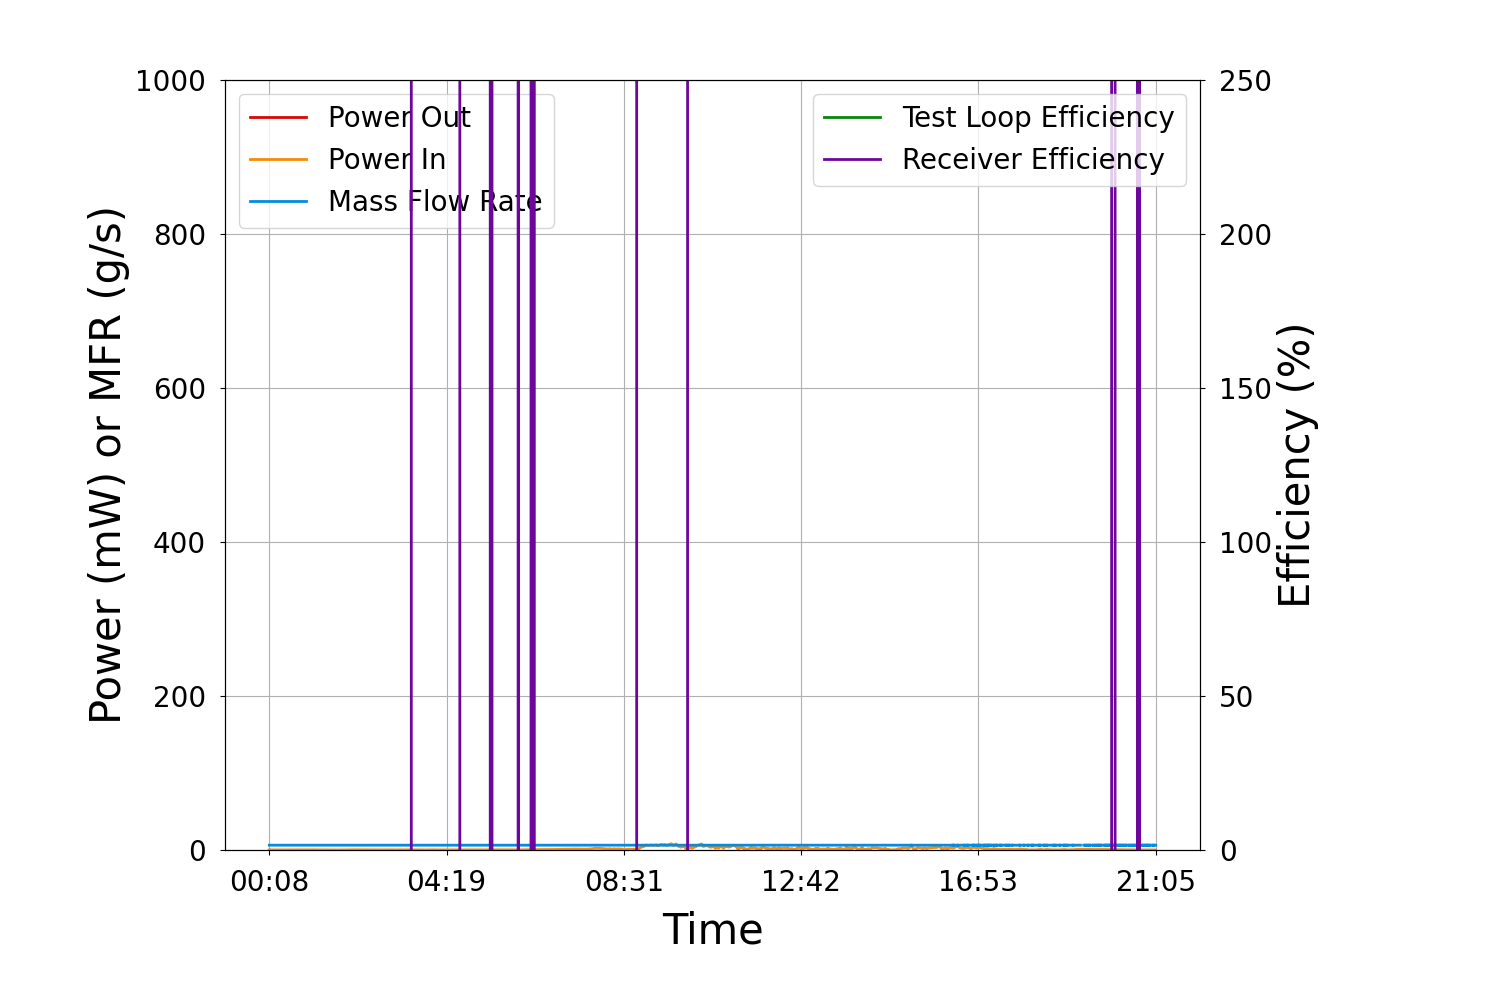 1000
800
600
400
200
0
Power (mW) or MFR (g/s)
Power Out
Power In
Mass Flow Rate
Test Loop Efficiency
Receiver Efficiency
250
200
150
100
50
0
Efficiency (%)
00:08 04:19 08:31 12:42 16:53 21:05
Time